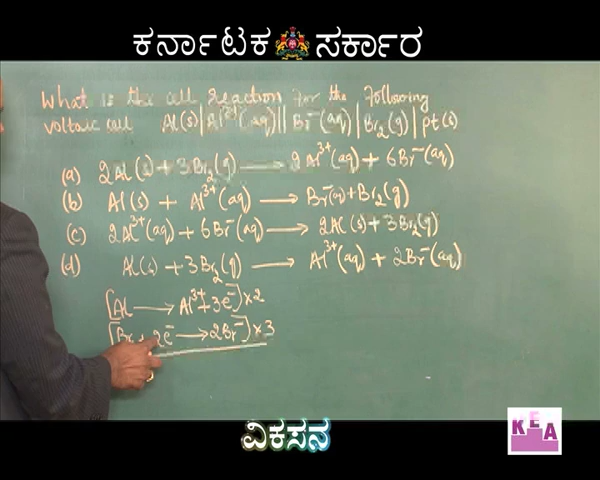 ಕರ್ನಾಟಕ ಸರ್ಕಾರ
What is the cell reaction for the following
voltaic cell Al(s) | Al³⁺(aq) || Br⁻(aq) | Br₂(g) | pt(s)
(a) 2Al(s) + 3Br₂(g) ⟶ 2Al³⁺(aq) + 6Br⁻(aq)
(b) Al(s) + Al³⁺(aq) ⟶ Br⁻(aq) + Br₂(g)
(c) 2Al³⁺(aq) + 6Br⁻(aq) ⟶ 2Al(s) + 3Br₂(g)
(d) Al(s) + 3Br₂(g) ⟶ Al³⁺(aq) + 2Br⁻(aq)
[Al ⟶ Al³⁺ + 3e⁻] × 2
[Br₂ + 2e⁻ ⟶ 2Br⁻] × 3
ವಿಕಸನ
KEA